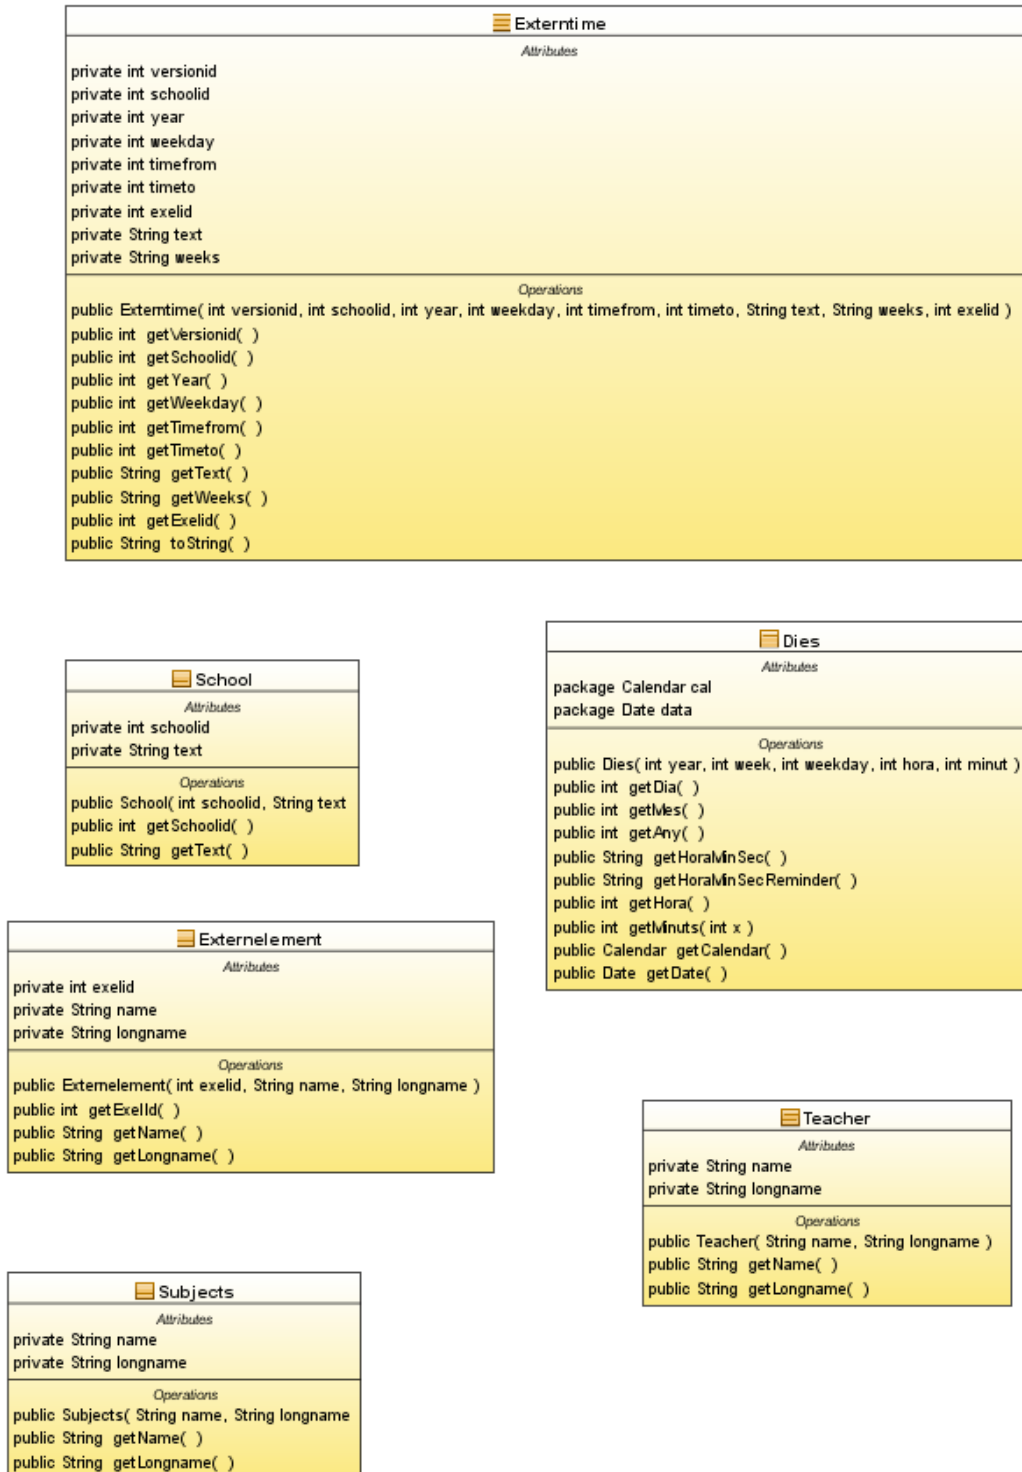 Externtime
Attributes
private int versionid
private int schoolid
private int year
private int weekday
private int timefrom
private int timeto
private int exelid
private String text
private String weeks
Operations
public Externtime( int versionid, int schoolid, int year, int weekday, int timefrom, int timeto, String text, String weeks, int exelid )
public int getVersionid( )
public int getSchoolid( )
public int getYear( )
public int getWeekday( )
public int getTimefrom( )
public int getTimeto( )
public String getText( )
public String getWeeks( )
public int getExelid( )
public String toString( )
School
Attributes
private int schoolid
private String text
Operations
public School( int schoolid, String text
public int getSchoolid( )
public String getText( )
Dies
Attributes
package Calendar cal
package Date data
Operations
public Dies( int year, int week, int weekday, int hora, int minut )
public int getDia( )
public int getMes( )
public int getAny( )
public String getHoraMinSec( )
public String getHoraMinSecReminder( )
public int getHora( )
public int getMinuts( int x )
public Calendar getCalendar( )
public Date getDate( )
Externelement
Attributes
private int exelid
private String name
private String longname
Operations
public Externelement( int exelid, String name, String longname )
public int getExelId( )
public String getName( )
public String getLongname( )
Teacher
Attributes
private String name
private String longname
Operations
public Teacher( String name, String longname )
public String getName( )
public String getLongname( )
Subjects
Attributes
private String name
private String longname
Operations
public Subjects( String name, String longname
public String getName( )
public String getLongname( )